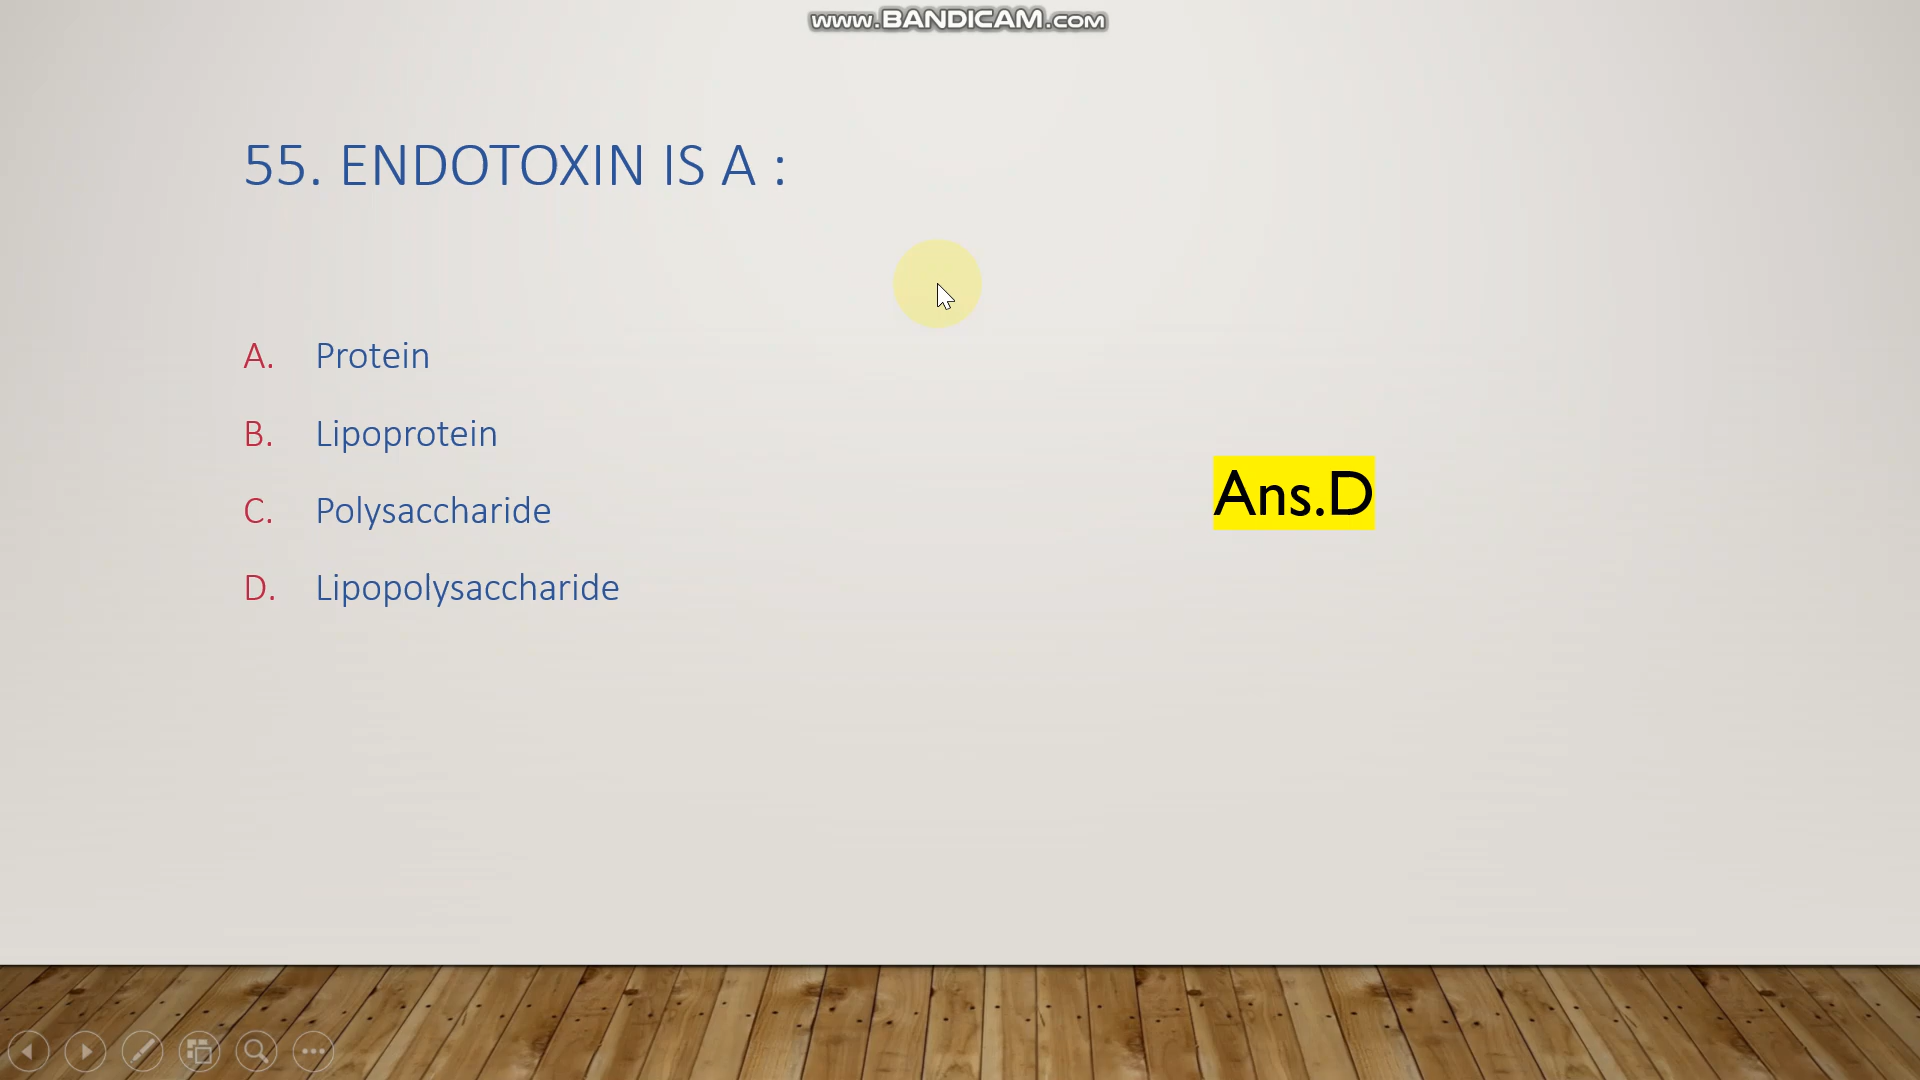 www.BANDICAM.com
55. ENDOTOXIN IS A :
A. Protein
B. Lipoprotein
C. Polysaccharide
D. Lipopolysaccharide
Ans.D